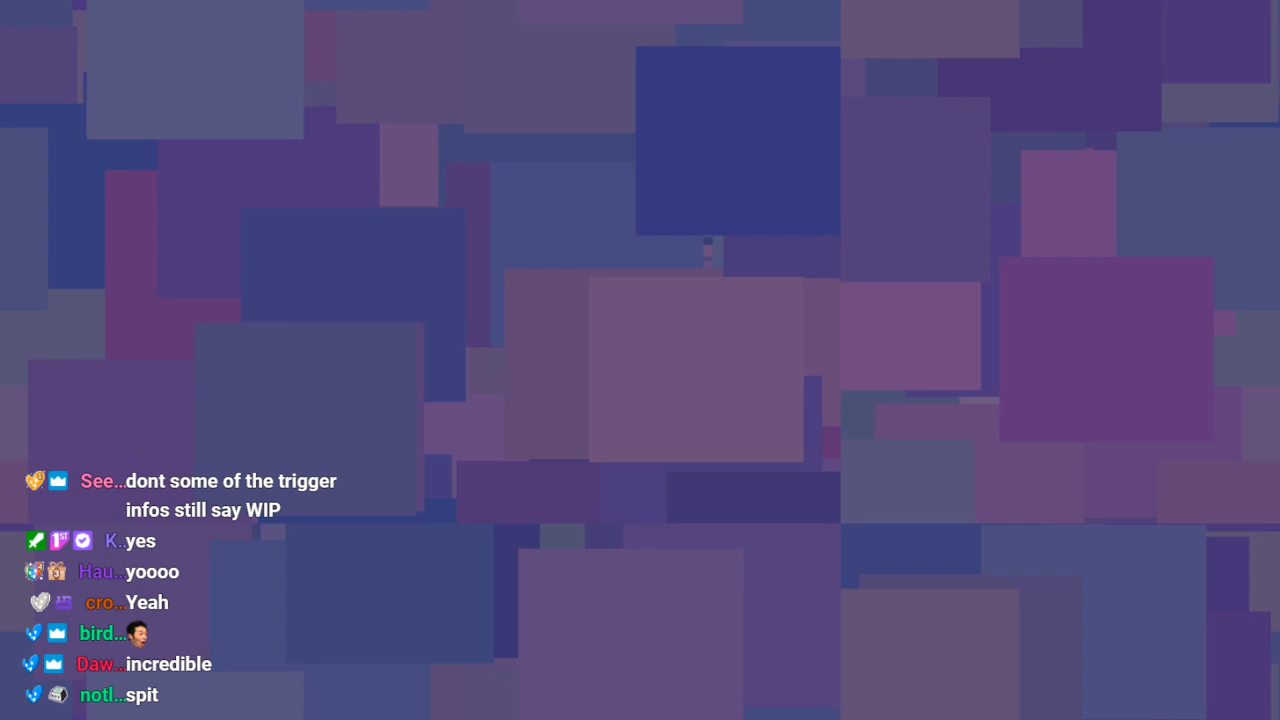 See...dont some of the trigger
infos still say WIP
K..yes
Hau...yoooo
cro...Yeah
bird...
Daw...incredible
notl...spit